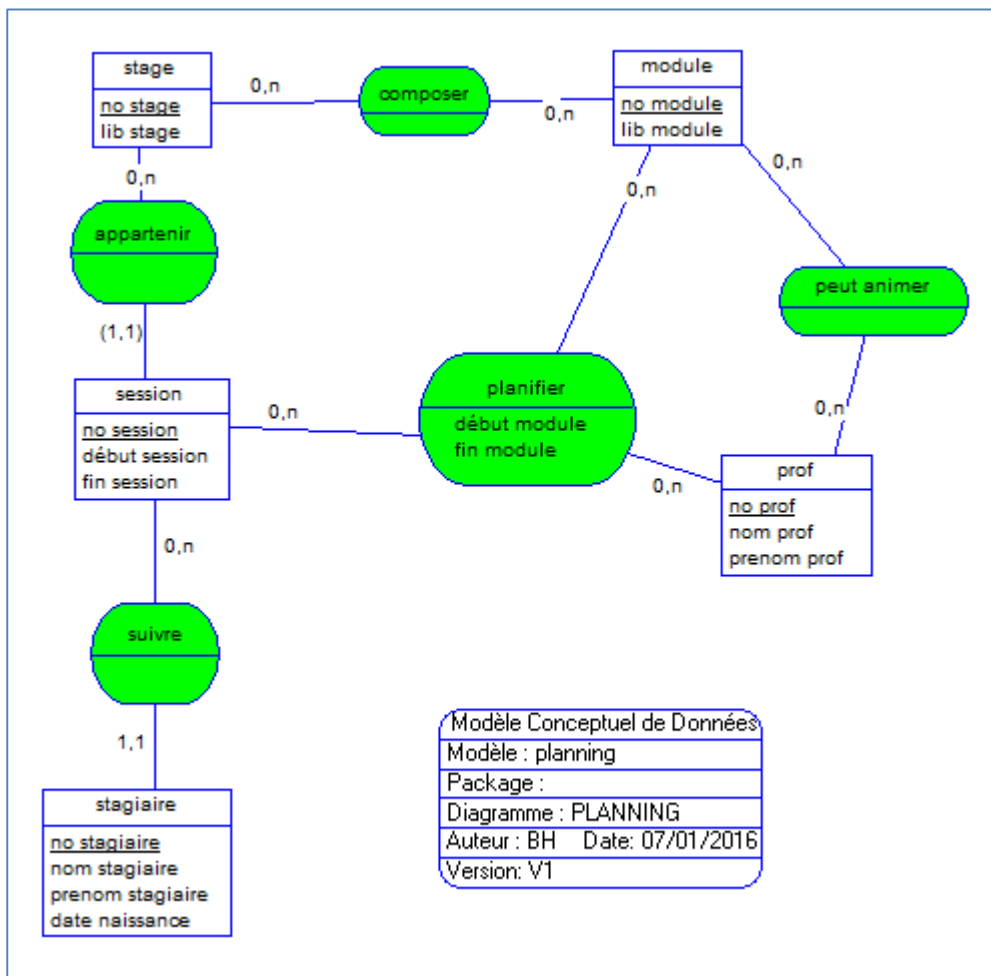 stage
no stage
lib stage
0,n
composer
0,n
module
no module
lib module
0,n
appartenir
(1,1)
0,n
0,n
peut animer
session
no session
début session
fin session
0,n
planifier
début module
fin module
0,n
0,n
prof
no prof
nom prof
prenom prof
0,n
suivre
1,1
stagiaire
no stagiaire
nom stagiaire
prenom stagiaire
date naissance
Modèle Conceptuel de Données
Modèle : planning
Package :
Diagramme : PLANNING
Auteur : BH Date: 07/01/2016
Version: V1